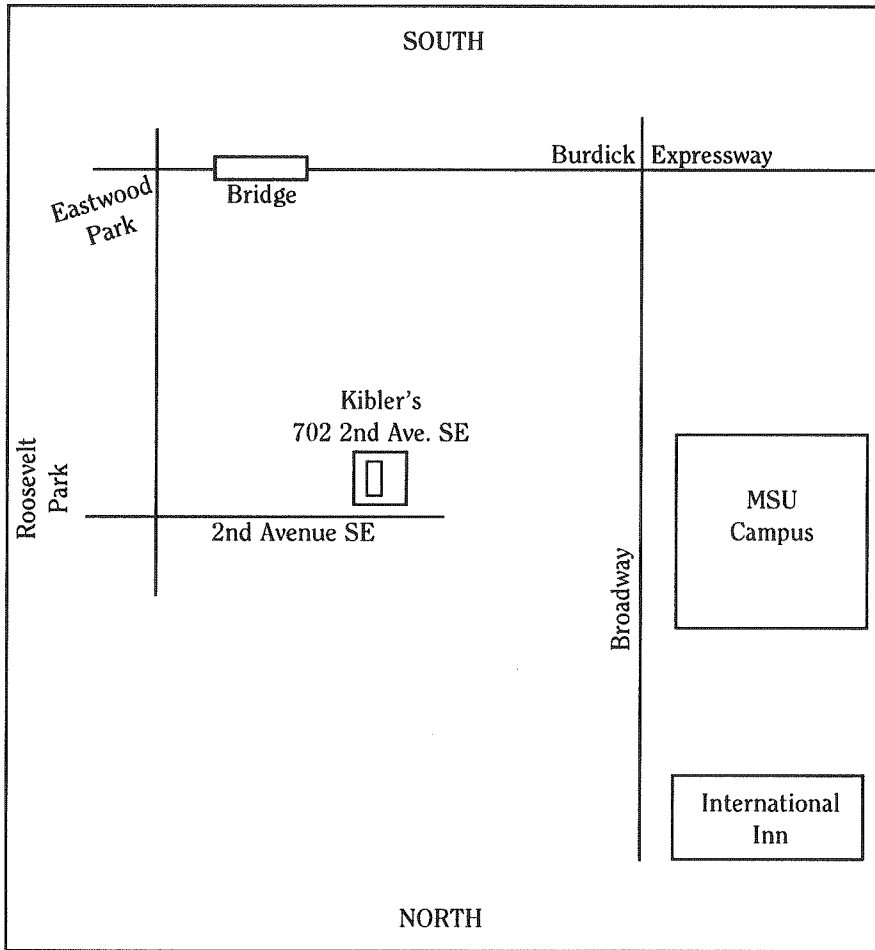 SOUTH
Burdick Expressway
Bridge
Eastwood
Park
Kibler's
702 2nd Ave. SE
Roosevelt
Park
2nd Avenue SE
MSU
Campus
Broadway
International
Inn
NORTH